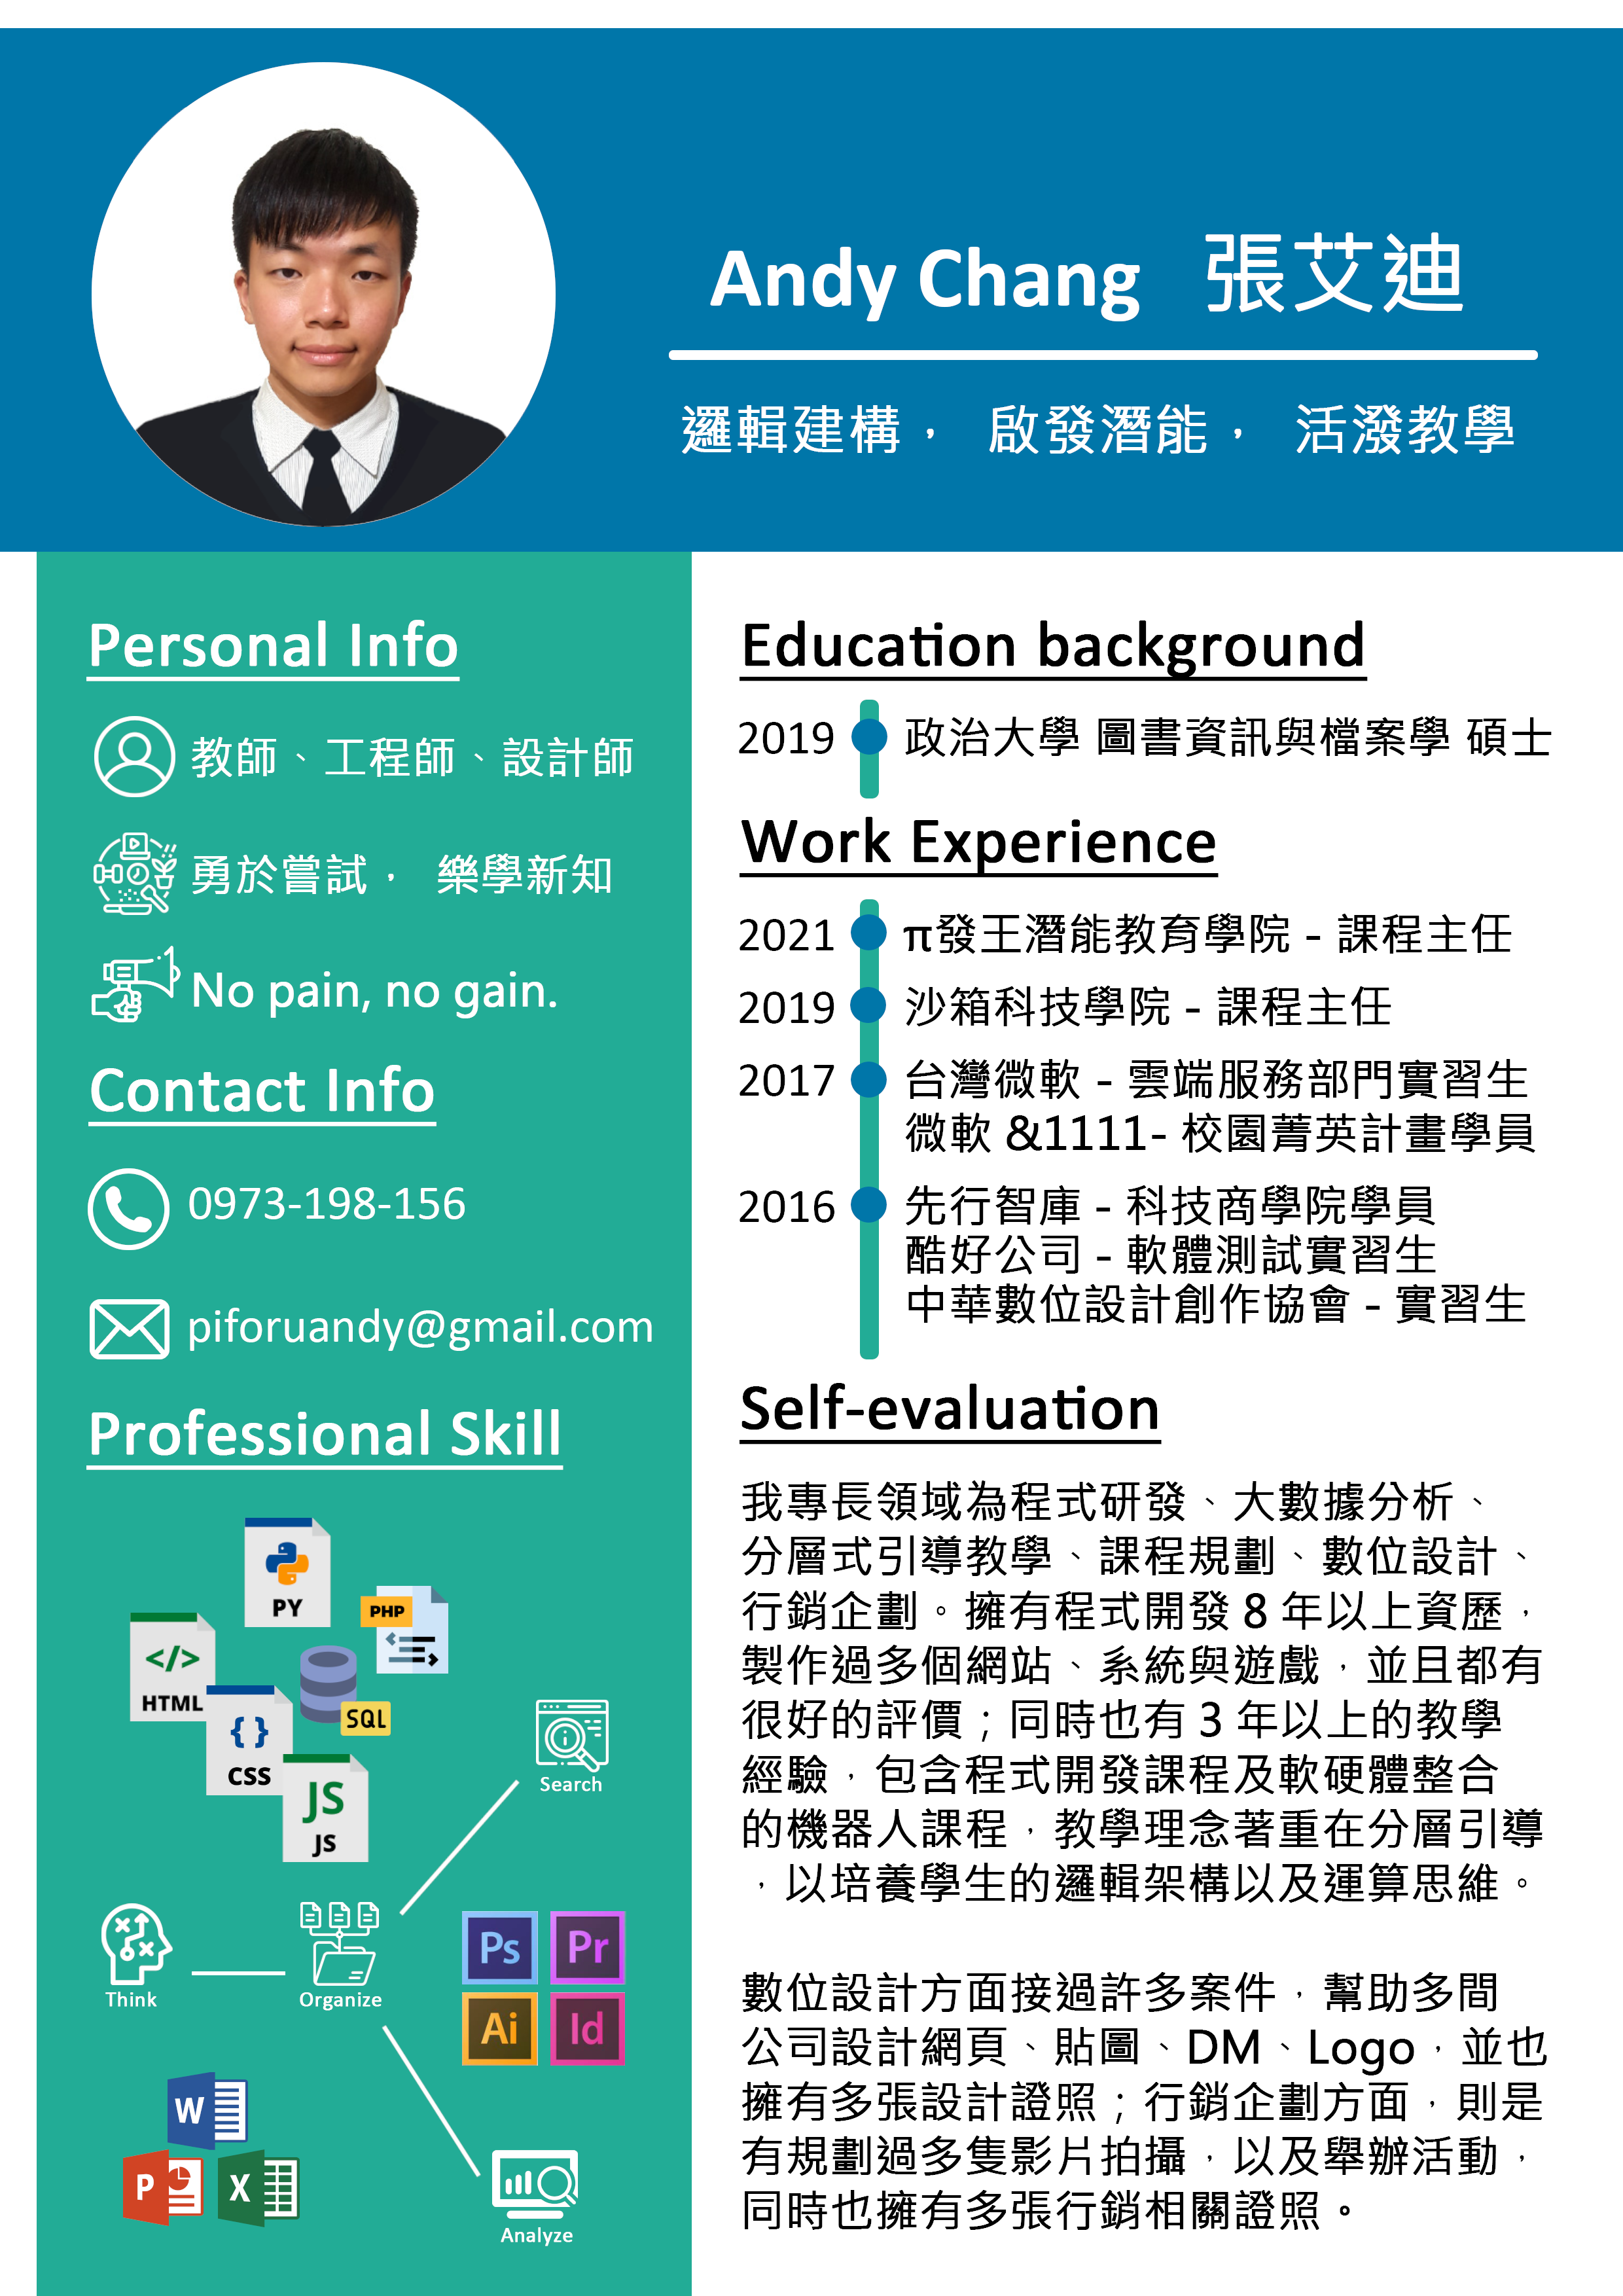 Andy Chang 張艾迪
邏輯建構， 啟發潛能， 活潑教學
Personal Info
教師、工程師、設計師
勇於嘗試， 樂學新知
No pain, no gain.
Contact Info
0973-198-156
piforuandy@gmail.com
Professional Skill
PY
PHP
</>
HTML
SQL
{ }
CSS
JS
JS
Search
Think
Organize
Ps
Pr
Ai
Id
W
P
X
Analyze
Education background
2019 政治大學 圖書資訊與檔案學 碩士
Work Experience
2021 π發王潛能教育學院 - 課程主任
2019 沙箱科技學院 - 課程主任
2017 台灣微軟 - 雲端服務部門實習生
微軟 &1111- 校園菁英計畫學員
2016 先行智庫 - 科技商學院學員
酷好公司 - 軟體測試實習生
中華數位設計創作協會 - 實習生
Self-evaluation
我專長領域為程式研發、大數據分析、
分層式引導教學、課程規劃、數位設計、
行銷企劃。擁有程式開發 8 年以上資歷，
製作過多個網站、系統與遊戲，並且都有
很好的評價；同時也有 3 年以上的教學
經驗，包含程式開發課程及軟硬體整合
的機器人課程，教學理念著重在分層引導
，以培養學生的邏輯架構以及運算思維。
數位設計方面接過許多案件，幫助多間
公司設計網頁、貼圖、DM、Logo，並也
擁有多張設計證照；行銷企劃方面，則是
有規劃過多隻影片拍攝，以及舉辦活動，
同時也擁有多張行銷相關證照。